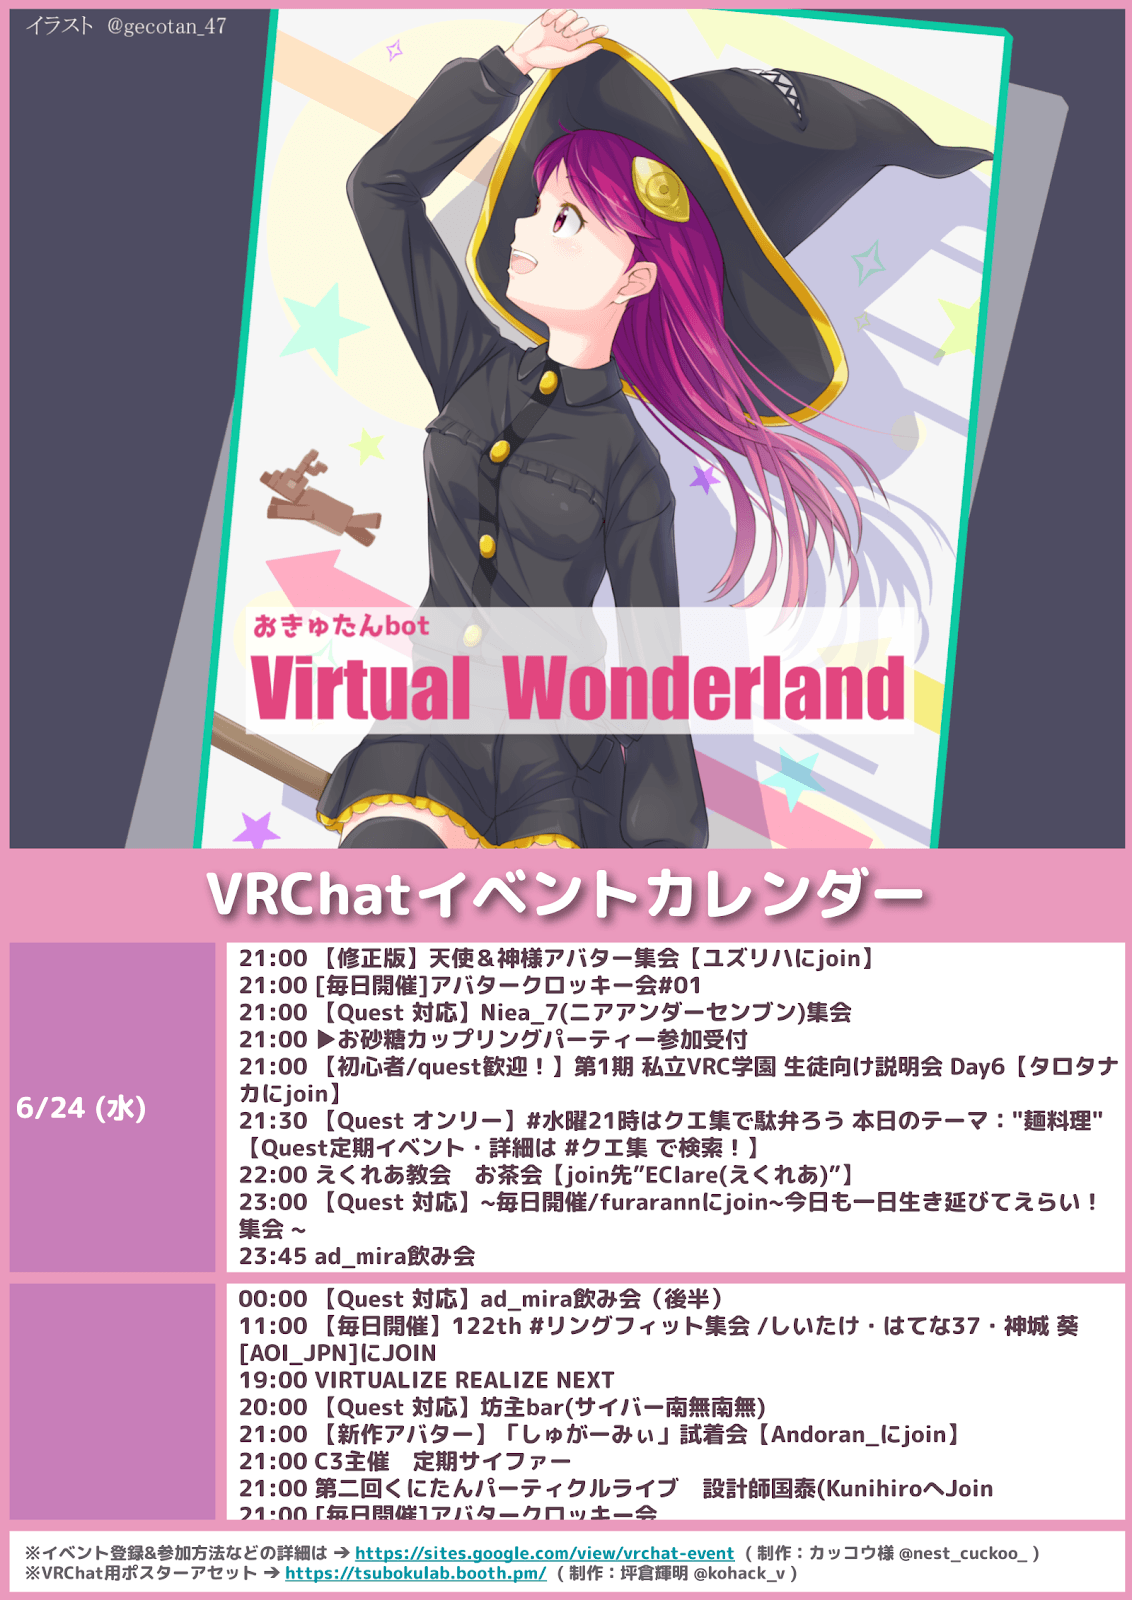 イラスト @gecotan_47
おきゅたんbot
Virtual Wonderland
VRChatイベントカレンダー
6/24 (水)
21:00 【修正版】天使＆神様アバター集会【ユズリハにjoin】
21:00 [毎日開催]アバタークロッキー会#01
21:00 【Quest 対応】Niea_7(ニアアンダーセンブン)集会
21:00 ▶お砂糖カップリングパーティー参加受付
21:00 【初心者/quest歓迎！】第1期 私立VRC学園 生徒向け説明会 Day6【タロタナ
カにjoin】
21:30 【Quest オンリー】#水曜21時はクエ集で駄弁ろう 本日のテーマ："麺料理"
【Quest定期イベント・詳細は #クエ集 で検索！】
22:00 えくれあ教会　お茶会【join先”EClare(えくれあ)”】
23:00 【Quest 対応】~毎日開催/furarannにjoin~今日も一日生き延びてえらい！
集会 ~
23:45 ad_mira飲み会
00:00 【Quest 対応】ad_mira飲み会（後半）
11:00 【毎日開催】122th #リングフィット集会 /しいたけ・はてな37・神城 葵
[AOI_JPN]にJOIN
19:00 VIRTUALIZE REALIZE NEXT
20:00 【Quest 対応】坊主bar(サイバー南無南無)
21:00 【新作アバター】「しゅがーみぃ」試着会【Andoran_にjoin】
21:00 C3主催　定期サイファー
21:00 第二回くにたんパーティクルライブ　設計師国泰(KunihiroへJoin
21:00 [毎日開催]アバタークロッキー会
※イベント登録&参加方法などの詳細は ➔ https://sites.google.com/view/vrchat-event ( 制作：カッコウ様 @nest_cuckoo_ )
※VRChat用ポスターアセット ➔ https://tsubokulab.booth.pm/ ( 制作：坪倉輝明 @kohack_v )